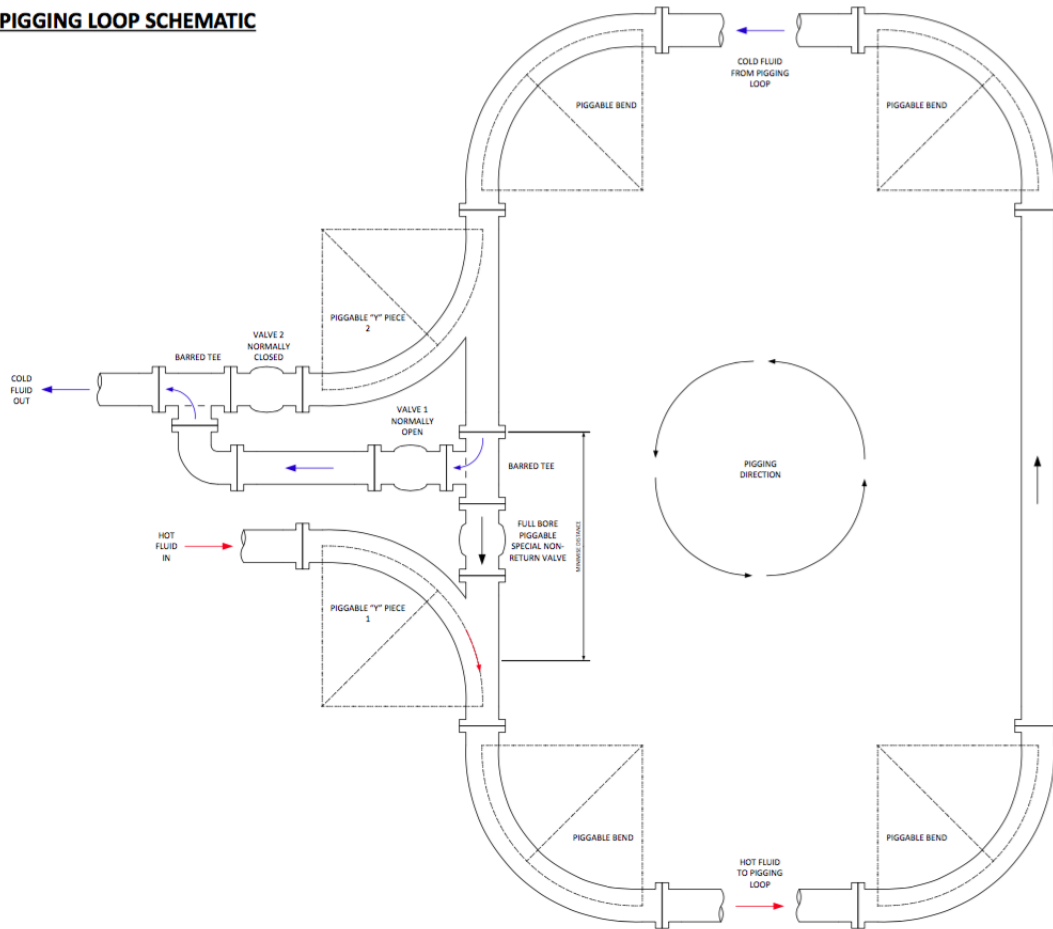 PIGGING LOOP SCHEMATIC
COLD FLUID
FROM PIGGING
LOOP
PIGGABLE BEND
PIGGABLE BEND
PIGGABLE "Y" PIECE
2
VALVE 2
NORMALLY
CLOSED
BARRED TEE
COLD
FLUID
OUT
VALVE 1
NORMALLY
OPEN
BARRED TEE
PIGGING
DIRECTION
FULL BORE
PIGGABLE
SPECIAL NON-
RETURN VALVE
MINIMISE DISTANCE
HOT
FLUID
IN
PIGGABLE "Y" PIECE
1
PIGGABLE BEND
PIGGABLE BEND
HOT FLUID
TO PIGGING
LOOP